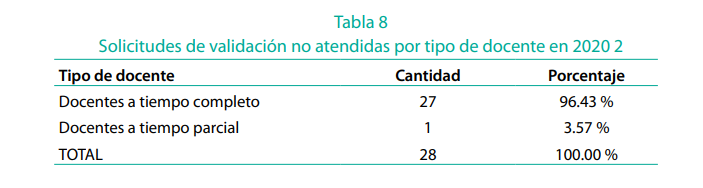 Tabla 8
Solicitudes de validación no atendidas por tipo de docente en 2020 2
Tipo de docente Cantidad Porcentaje
Docentes a tiempo completo 27 96.43 %
Docentes a tiempo parcial 1 3.57 %
TOTAL 28 100.00 %